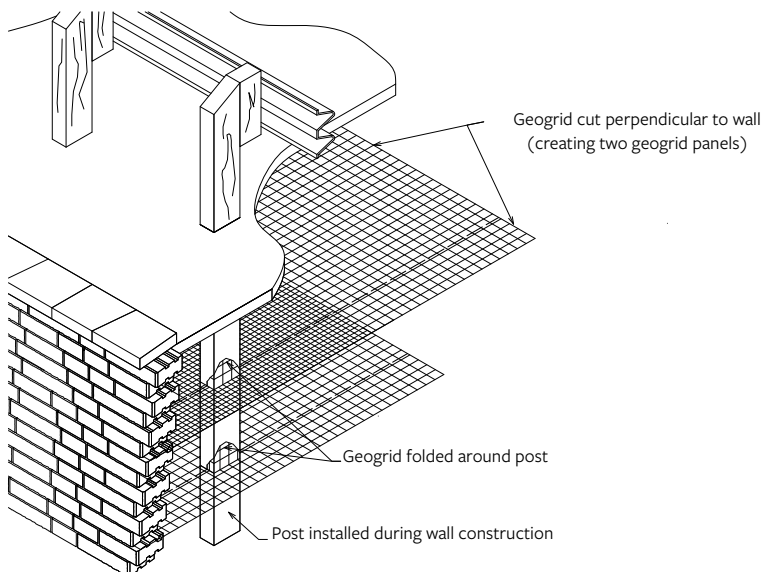 Geogrid cut perpendicular to wall
(creating two geogrid panels)
Geogrid folded around post
Post installed during wall construction